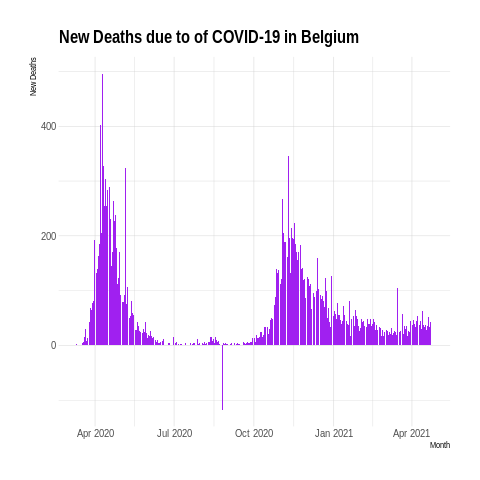 New Deaths due to of COVID-19 in Belgium
New Deaths
400
200
0
Apr 2020 Jul 2020 Oct 2020 Jan 2021 Apr 2021
Month